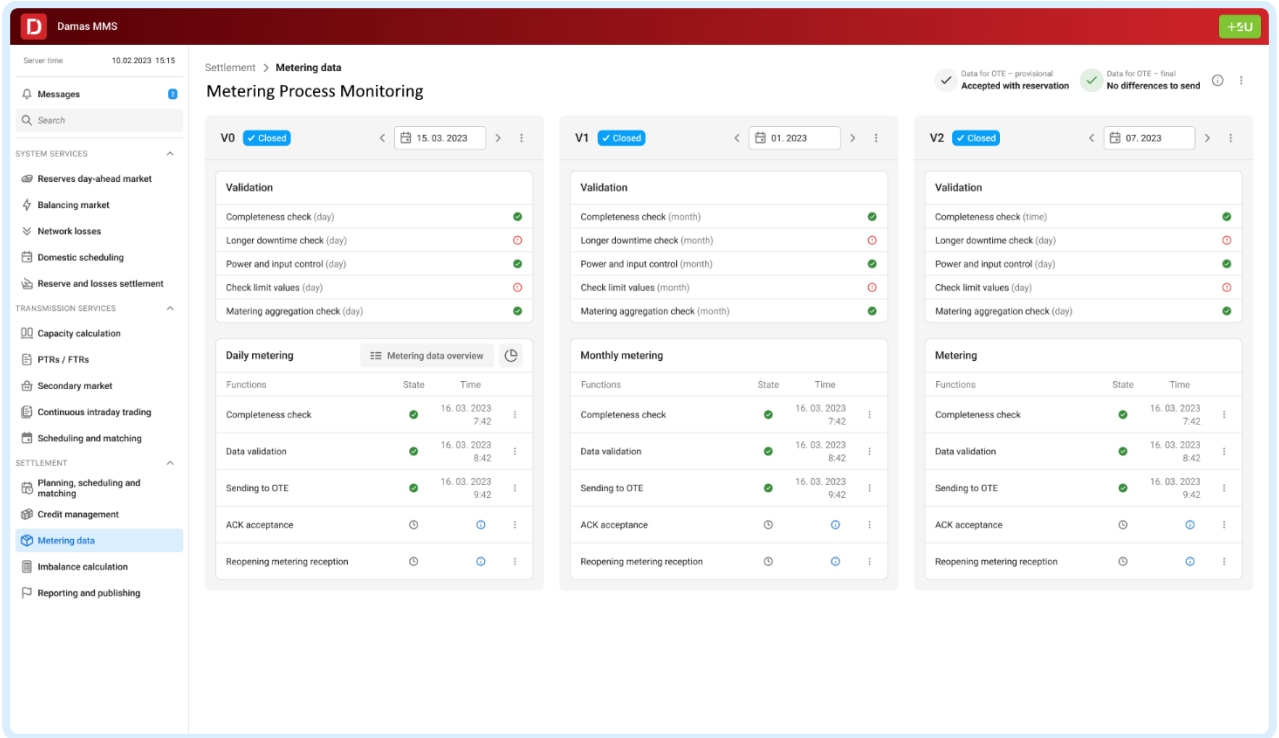 D Damas MMS
Server time 10.02.2023 15:15
Messages 2
Search
SYSTEM SERVICES
Reserves day-ahead market
Balancing market
Network losses
Domestic scheduling
Reserve and losses settlement
TRANSMISSION SERVICES
Capacity calculation
PTRs / FTRs
Secondary market
Continuous intraday trading
Scheduling and matching
SETTLEMENT
Planning, scheduling and
matching
Credit management
Metering data
Imbalance calculation
Reporting and publishing
Settlement > Metering data
Metering Process Monitoring
Data for OTE – provisional
Accepted with reservation
Data for OTE – final
No differences to send
V0 Closed 15. 03. 2023
Validation
Completeness check (day)
Longer downtime check (day)
Power and input control (day)
Check limit values (day)
Matering aggregation check (day)
Daily metering Metering data overview
Functions State Time
Completeness check 16. 03. 2023
7:42
Data validation 16. 03. 2023
8:42
Sending to OTE 16. 03. 2023
9:42
ACK acceptance
Reopening metering reception
V1 Closed 01. 2023
Validation
Completeness check (month)
Longer downtime check (month)
Power and input control (month)
Check limit values (month)
Matering aggregation check (month)
Monthly metering
Functions State Time
Completeness check 16. 03. 2023
7:42
Data validation 16. 03. 2023
8:42
Sending to OTE 16. 03. 2023
9:42
ACK acceptance
Reopening metering reception
V2 Closed 07. 2023
Validation
Completeness check (time)
Longer downtime check (day)
Power and input control (day)
Check limit values (day)
Matering aggregation check (day)
Metering
Functions State Time
Completeness check 16. 03. 2023
7:42
Data validation 16. 03. 2023
8:42
Sending to OTE 16. 03. 2023
9:42
ACK acceptance
Reopening metering reception